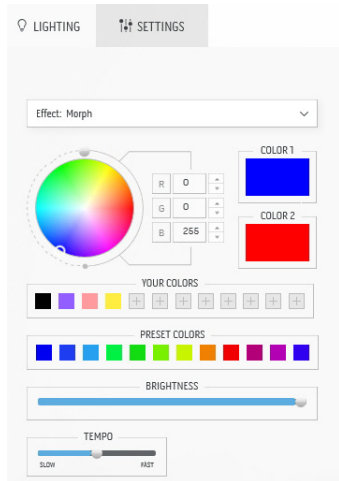 LIGHTING
SETTINGS
Effect: Morph
COLOR 1
R 0
G 0
B 255
COLOR 2
YOUR COLORS
PRESET COLORS
BRIGHTNESS
TEMPO
SLOW FAST